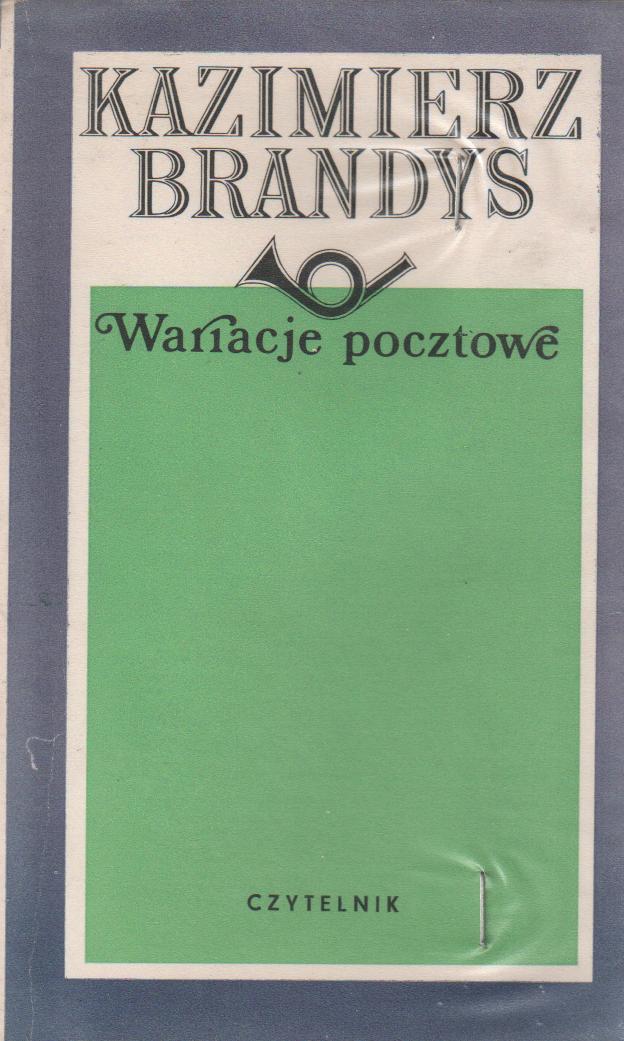 KAZIMIERZ
BRANDYS
Wariacje pocztowe
CZYTELNIK